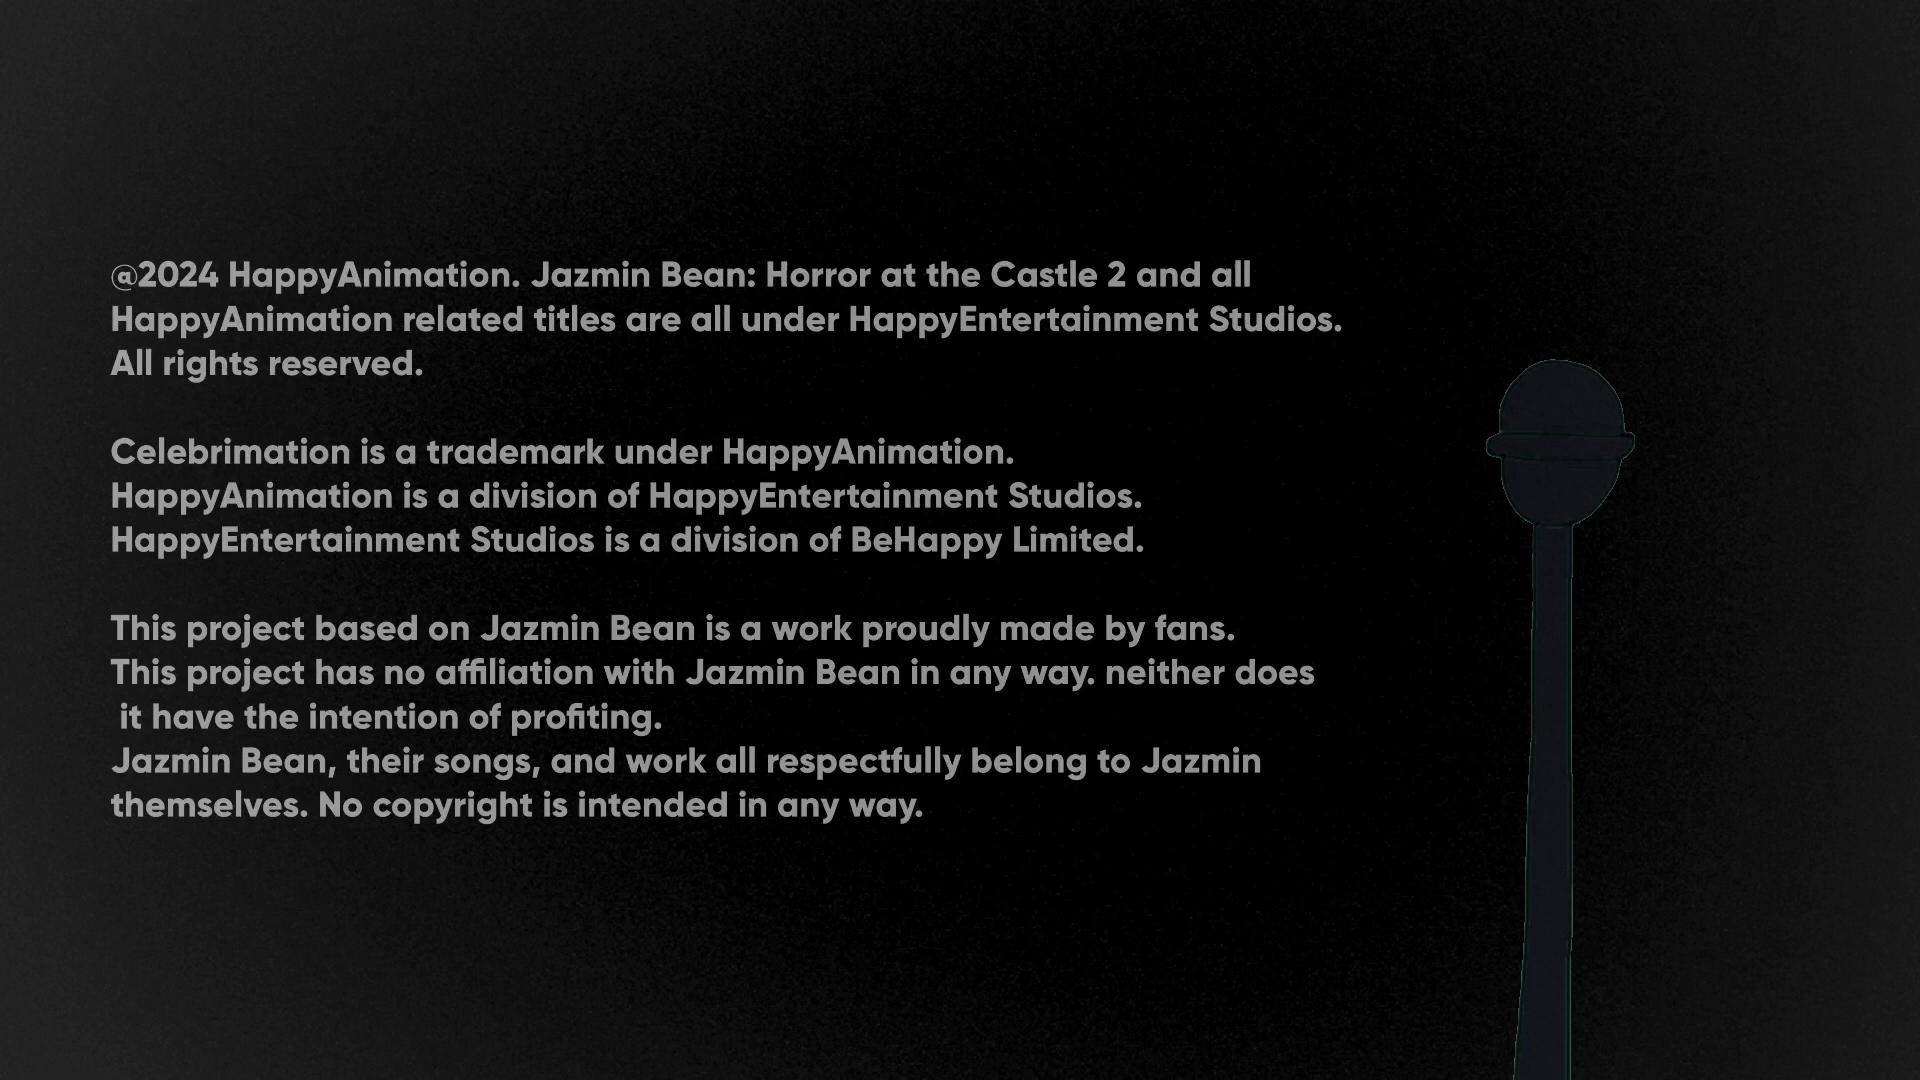 @2024 HappyAnimation. Jazmin Bean: Horror at the Castle 2 and all
HappyAnimation related titles are all under HappyEntertainment Studios.
All rights reserved.
Celebrimation is a trademark under HappyAnimation.
HappyAnimation is a division of HappyEntertainment Studios.
HappyEntertainment Studios is a division of BeHappy Limited.
This project based on Jazmin Bean is a work proudly made by fans.
This project has no affiliation with Jazmin Bean in any way. neither does
it have the intention of profiting.
Jazmin Bean, their songs, and work all respectfully belong to Jazmin
themselves. No copyright is intended in any way.